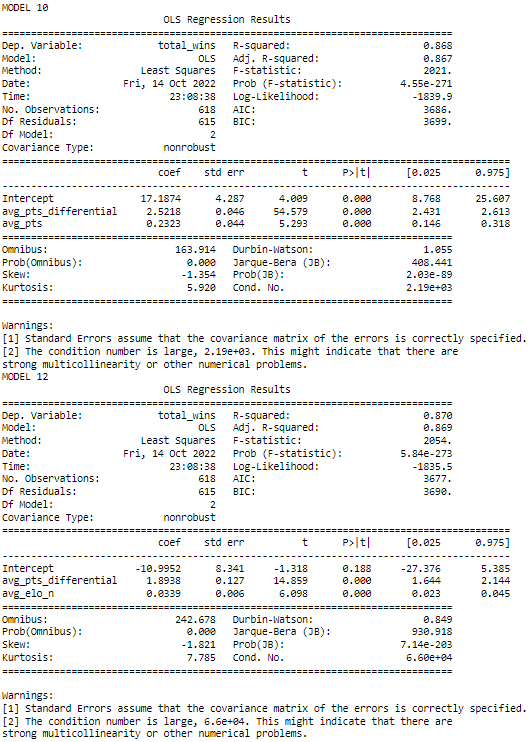 MODEL 10
OLS Regression Results
==============================================================================
Dep. Variable: total_wins R-squared: 0.868
Model: OLS Adj. R-squared: 0.867
Method: Least Squares F-statistic: 2021.
Date: Fri, 14 Oct 2022 Prob (F-statistic): 4.55e-271
Time: 23:08:38 Log-Likelihood: -1839.9
No. Observations: 618 AIC: 3686.
Df Residuals: 615 BIC: 3699.
Df Model: 2
Covariance Type: nonrobust
==============================================================================
coef std err t P>|t| [0.025 0.975]
------------------------------------------------------------------------------
Intercept 17.1874 4.287 4.009 0.000 8.768 25.607
avg_pts_differential 2.5218 0.046 54.579 0.000 2.431 2.613
avg_pts 0.2323 0.044 5.293 0.000 0.146 0.318
==============================================================================
Omnibus: 163.914 Durbin-Watson: 1.055
Prob(Omnibus): 0.000 Jarque-Bera (JB): 408.441
Skew: -1.354 Prob(JB): 2.03e-89
Kurtosis: 5.920 Cond. No. 2.19e+03
==============================================================================
Warnings:
[1] Standard Errors assume that the covariance matrix of the errors is correctly specified.
[2] The condition number is large, 2.19e+03. This might indicate that there are
strong multicollinearity or other numerical problems.
MODEL 12
OLS Regression Results
==============================================================================
Dep. Variable: total_wins R-squared: 0.870
Model: OLS Adj. R-squared: 0.869
Method: Least Squares F-statistic: 2054.
Date: Fri, 14 Oct 2022 Prob (F-statistic): 5.84e-273
Time: 23:08:38 Log-Likelihood: -1835.5
No. Observations: 618 AIC: 3677.
Df Residuals: 615 BIC: 3690.
Df Model: 2
Covariance Type: nonrobust
==============================================================================
coef std err t P>|t| [0.025 0.975]
------------------------------------------------------------------------------
Intercept -10.9952 8.341 -1.318 0.188 -27.376 5.385
avg_pts_differential 1.8938 0.127 14.859 0.000 1.644 2.144
avg_elo_n 0.0339 0.006 6.098 0.000 0.023 0.045
==============================================================================
Omnibus: 242.678 Durbin-Watson: 0.849
Prob(Omnibus): 0.000 Jarque-Bera (JB): 930.918
Skew: -1.821 Prob(JB): 7.14e-203
Kurtosis: 7.785 Cond. No. 6.60e+04
==============================================================================
Warnings:
[1] Standard Errors assume that the covariance matrix of the errors is correctly specified.
[2] The condition number is large, 6.6e+04. This might indicate that there are
strong multicollinearity or other numerical problems.